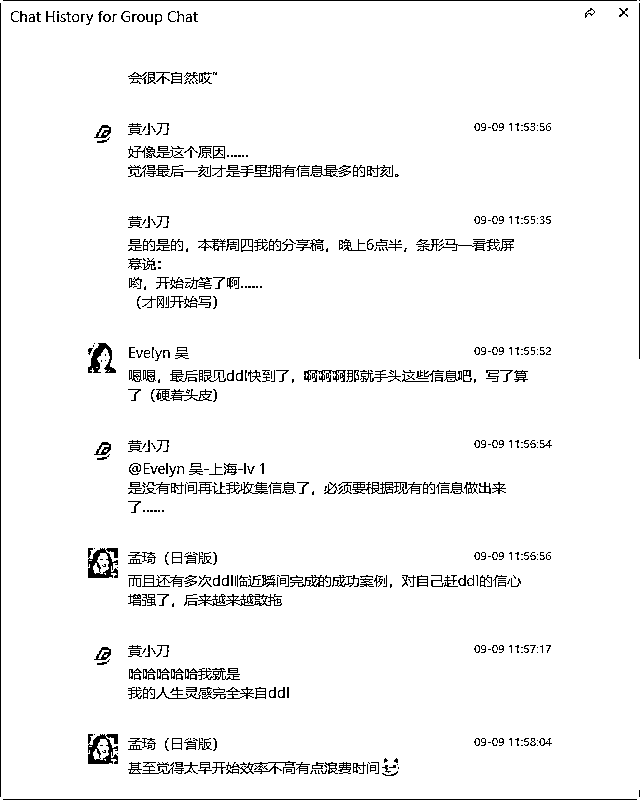 Chat History for Group Chat
会很不自然哎~
黄小刀
09-09 11:53:56
好像是这个原因……
觉得最后一刻才是手里拥有信息最多的时刻。
黄小刀
09-09 11:55:35
是的是的，本群周四我的分享稿，晚上6点半，条形马一看我屏
幕说：
哟，开始动笔了啊……
（才刚开始写）
Evelyn 吴
09-09 11:55:52
嗯嗯，最后眼见ddl快到了，啊啊啊那就手头这些信息吧，写了算
了（硬着头皮）
黄小刀
09-09 11:56:54
@Evelyn 吴-上海-lv 1
是没有时间再让我收集信息了，必须要根据现有的信息做出来
了……
孟琦（日省版）
09-09 11:56:56
而且还有多次ddl临近瞬间完成的成功案例，对自己赶ddl的信心
增强了，后来越来越敢拖
黄小刀
09-09 11:57:17
哈哈哈哈哈我就是
我的人生灵感完全来自ddl
孟琦（日省版）
09-09 11:58:04
甚至觉得太早开始效率不高有点浪费时间